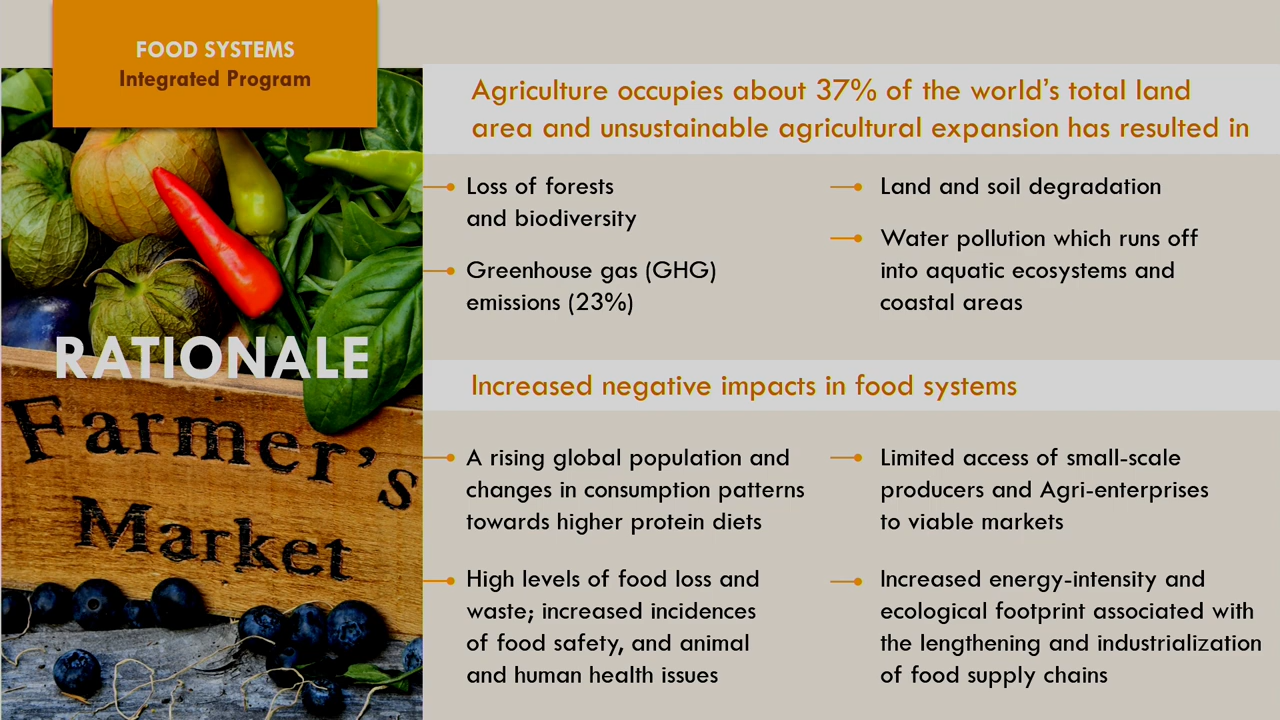 FOOD SYSTEMS
Integrated Program
RATIONALE
Farmer's
Market
Agriculture occupies about 37% of the world’s total land
area and unsustainable agricultural expansion has resulted in
Loss of forests
and biodiversity
Greenhouse gas (GHG)
emissions (23%)
Land and soil degradation
Water pollution which runs off
into aquatic ecosystems and
coastal areas
Increased negative impacts in food systems
A rising global population and
changes in consumption patterns
towards higher protein diets
High levels of food loss and
waste; increased incidences
of food safety, and animal
and human health issues
Limited access of small-scale
producers and Agri-enterprises
to viable markets
Increased energy-intensity and
ecological footprint associated with
the lengthening and industrialization
of food supply chains